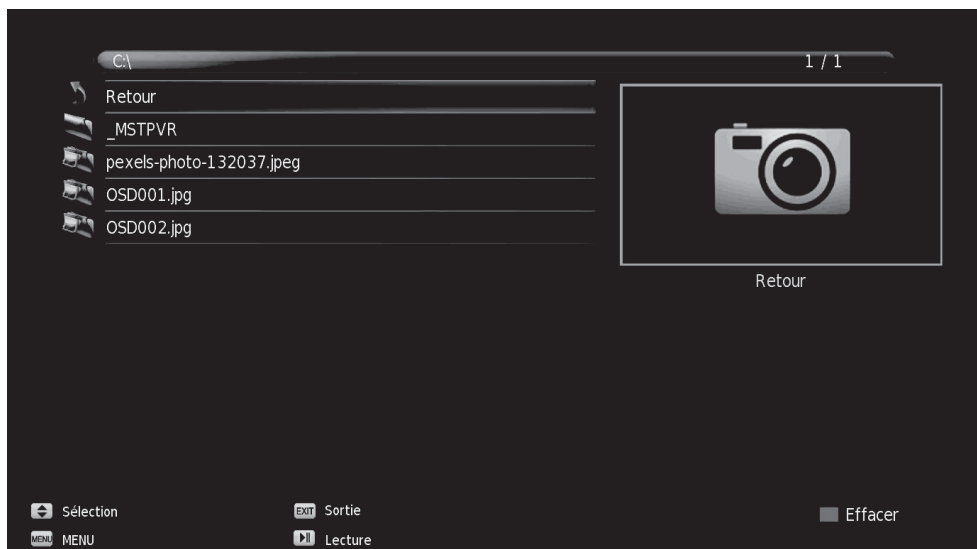 C:\ 1 / 1
Retour
_MSTPVR
pexels-photo-132037.jpeg
OSD001.jpg
OSD002.jpg
Retour
Sélection EXIT Sortie Effacer
MENU MENU Lecture